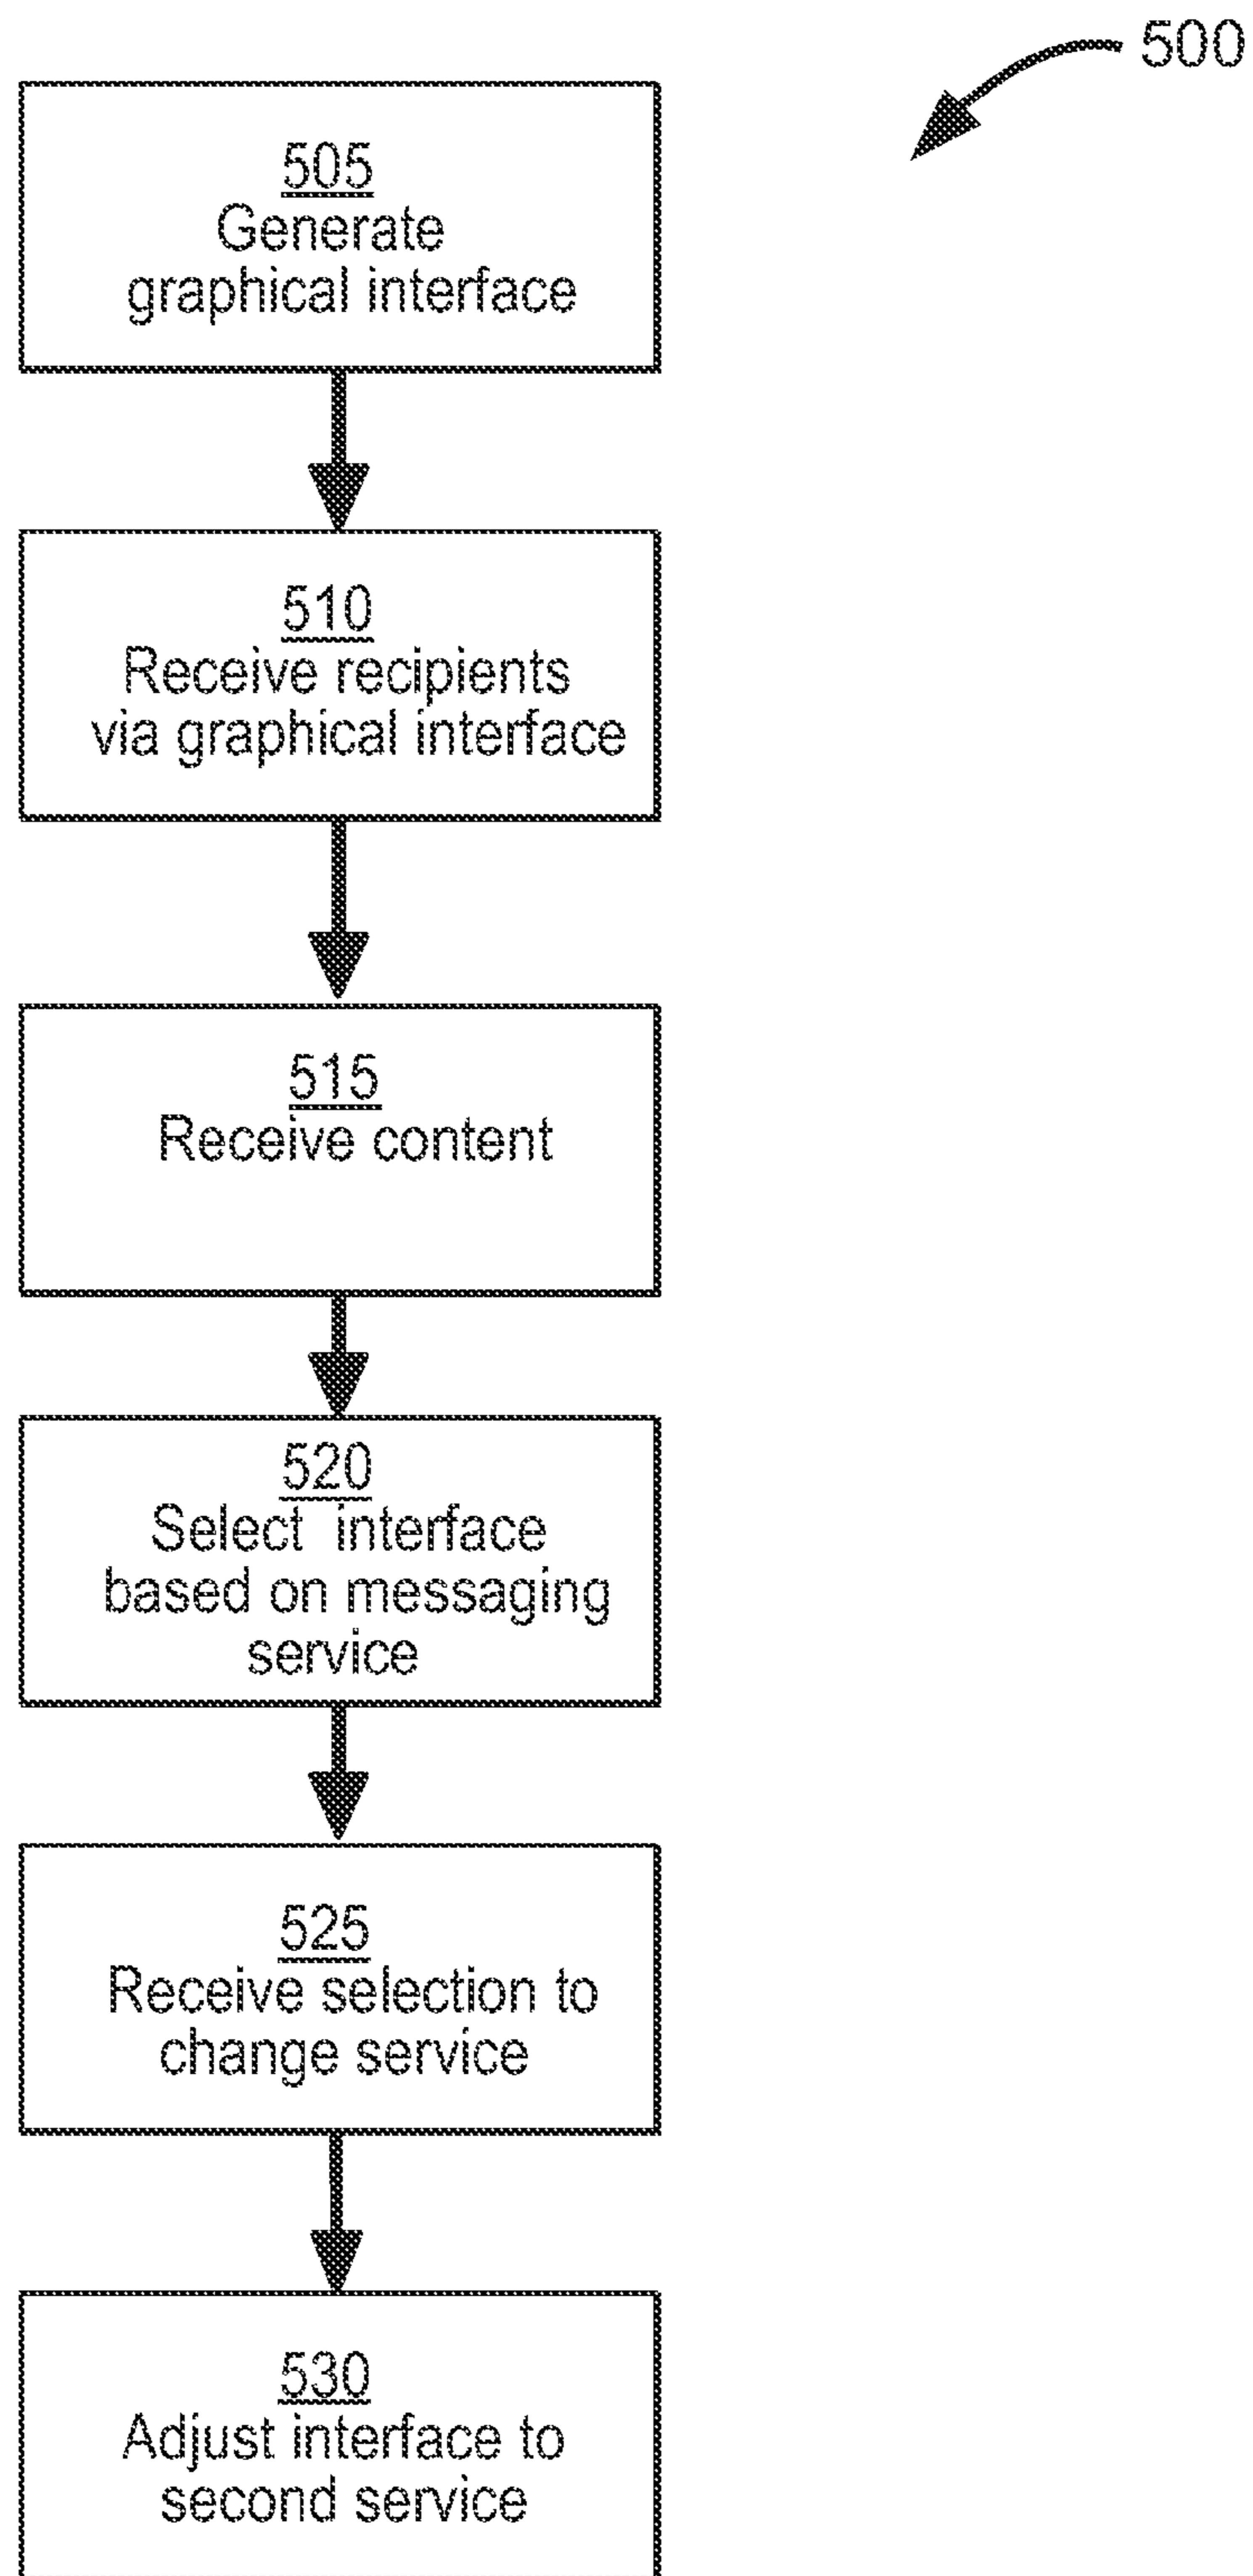 500
505
Generate
graphical interface
510
Receive recipients
via graphical interface
515
Receive content
520
Select interface
based on messaging
service
525
Receive selection to
change service
530
Adjust interface to
second service